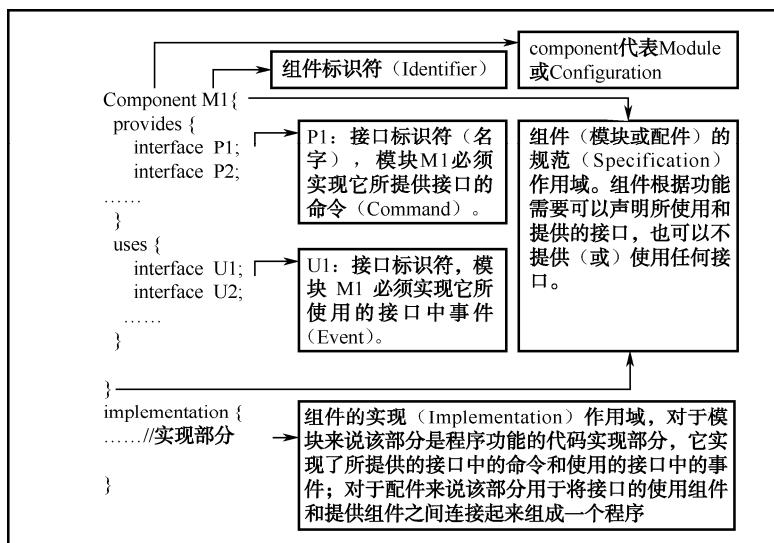 component代表Module
或Configuration
组件标识符（Identifier）
Component M1{
provides {
interface P1;
interface P2;
……
}
uses {
interface U1;
interface U2;
……
}
}
implementation {
……//实现部分
}
P1：接口标识符（名
字），模块M1必须
实现它所提供接口的
命令（Command）。
U1：接口标识符，模
块 M1 必须实现它所
使用的接口中事件
（Event）。
组件（模块或配件）的
规范（Specification）
作用域。组件根据功能
需要可以声明所使用和
提供的接口，也可以不
提供（或）使用任何接
口。
组件的实现（Implementation）作用域，对于模
块来说该部分是程序功能的代码实现部分，它实
现了所提供的接口中的命令和使用的接口中的事
件；对于配件来说该部分用于将接口的使用组件
和提供组件之间连接起来组成一个程序